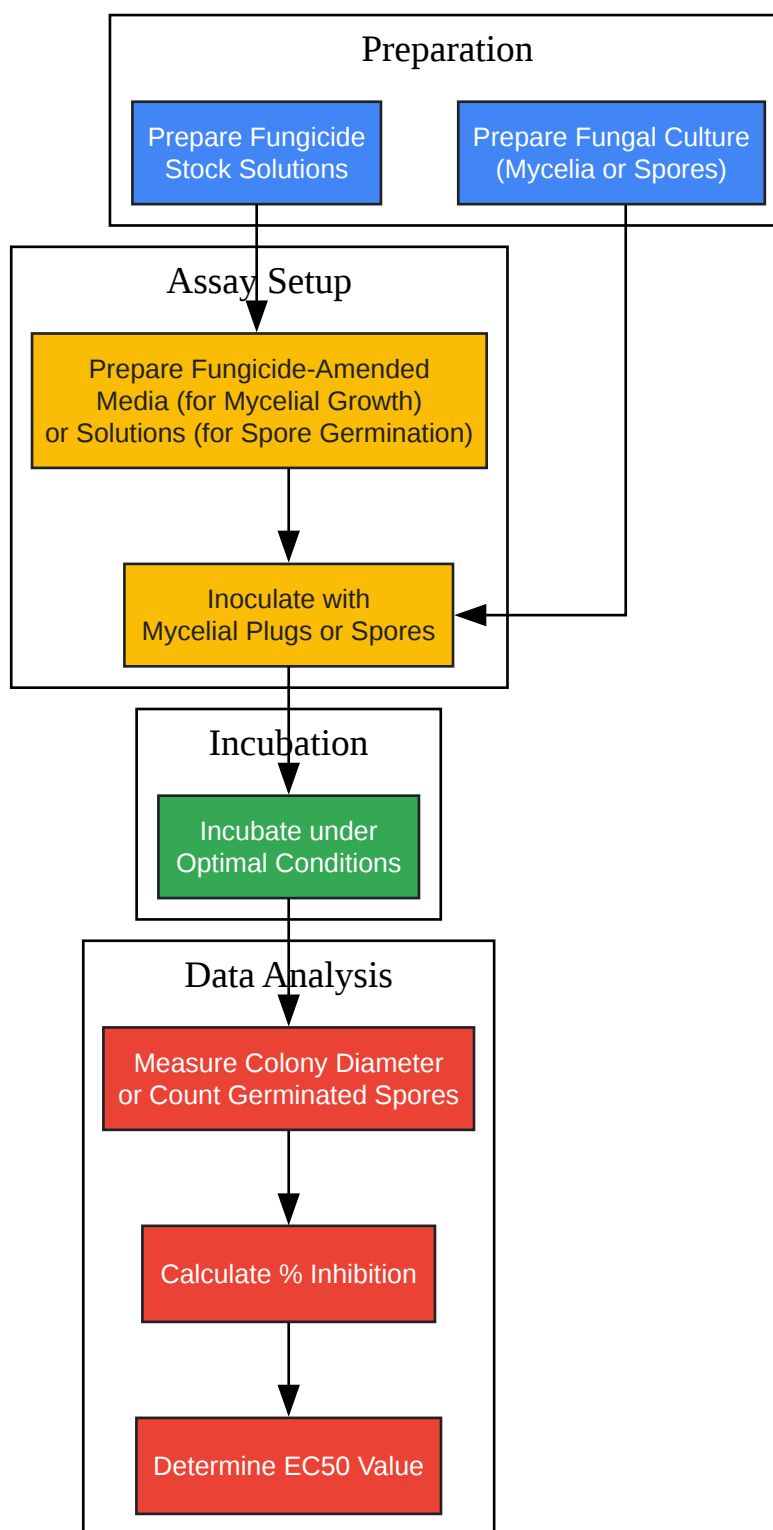 Preparation
Prepare Fungicide
Stock Solutions
Prepare Fungal Culture
(Mycelia or Spores)
Assay Setup
Prepare Fungicide-Amended
Media (for Mycelial Growth)
or Solutions (for Spore Germination)
Inoculate with
Mycelial Plugs or Spores
Incubation
Incubate under
Optimal Conditions
Data Analysis
Measure Colony Diameter
or Count Germinated Spores
Calculate % Inhibition
Determine EC50 Value